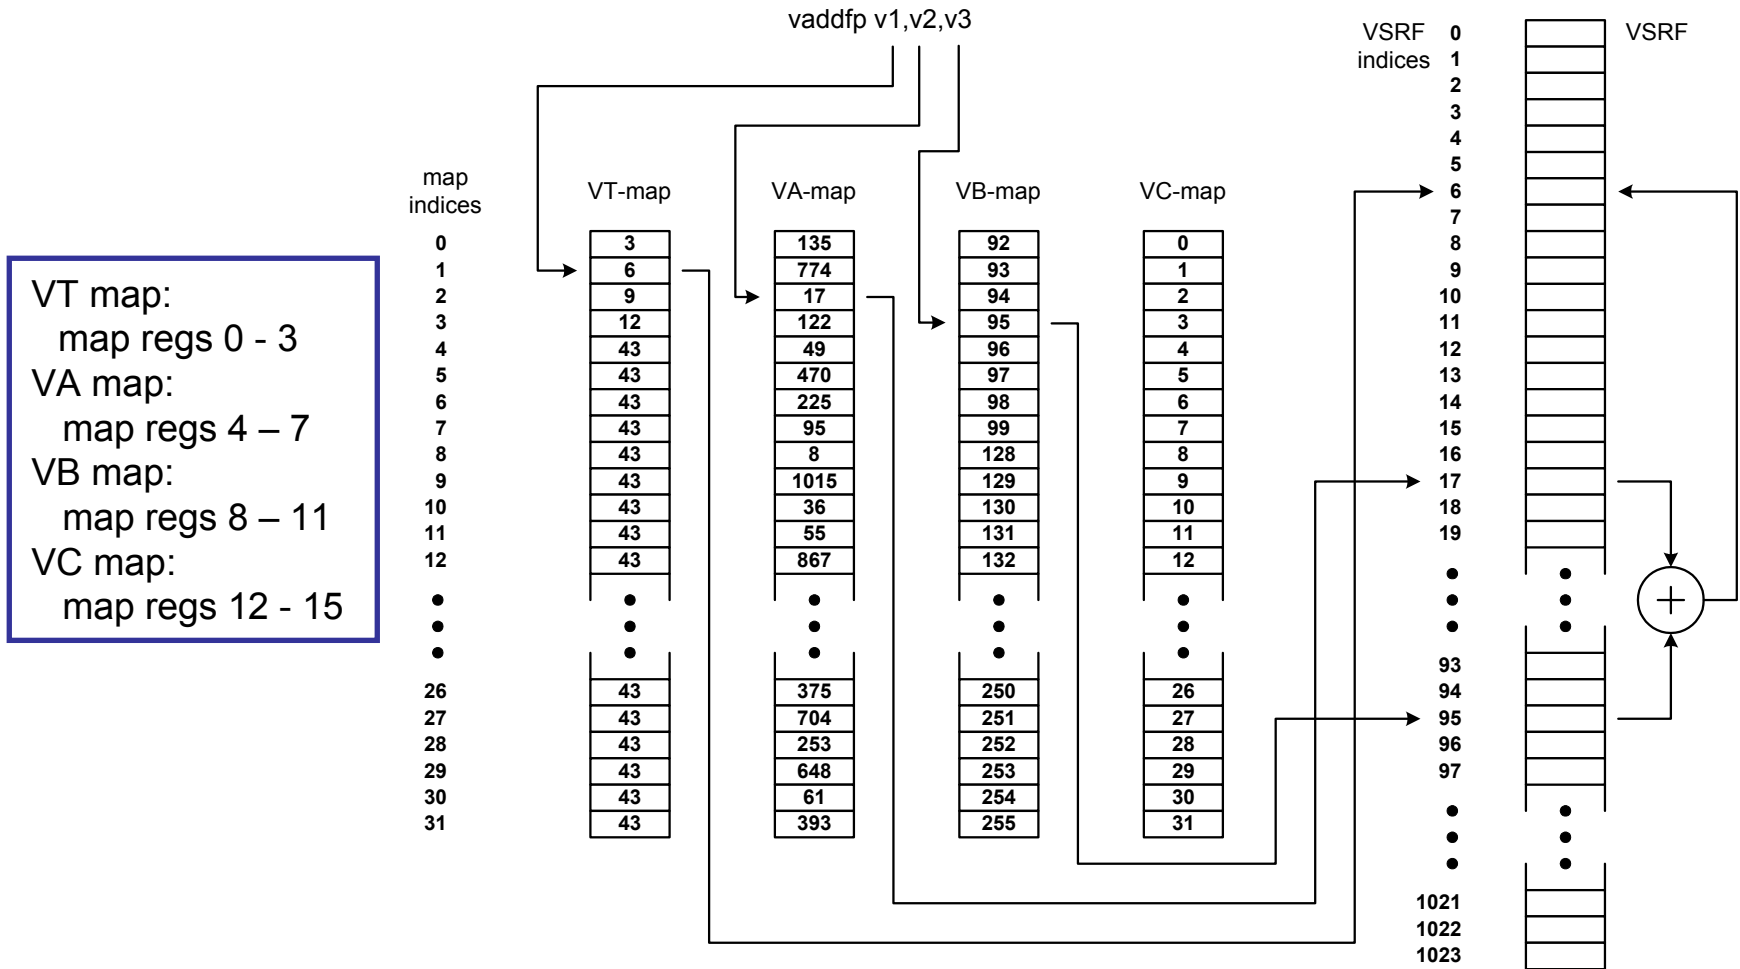 vaddfp v1,v2,v3
VSRF indices
VSRF
map indices
VT-map VA-map VB-map VC-map
VT map:
map regs 0 - 3
VA map:
map regs 4 – 7
VB map:
map regs 8 – 11
VC map:
map regs 12 - 15
0 3 135 92 0
1 6 774 93 1
2 9 17 94 2
3 12 122 95 3
4 43 49 96 4
5 43 470 97 5
6 43 225 98 6
7 43 95 99 7
8 43 8 128 8
9 43 1015 129 9
10 43 36 130 10
11 43 55 131 11
12 43 867 132 12
26 43 375 250 26
27 43 704 251 27
28 43 253 252 28
29 43 648 253 29
30 43 61 254 30
31 43 393 255 31
0
1
2
3
4
5
6
7
8
9
10
11
12
13
14
15
16
17
18
19
93
94
95
96
97
1021
1022
1023
+